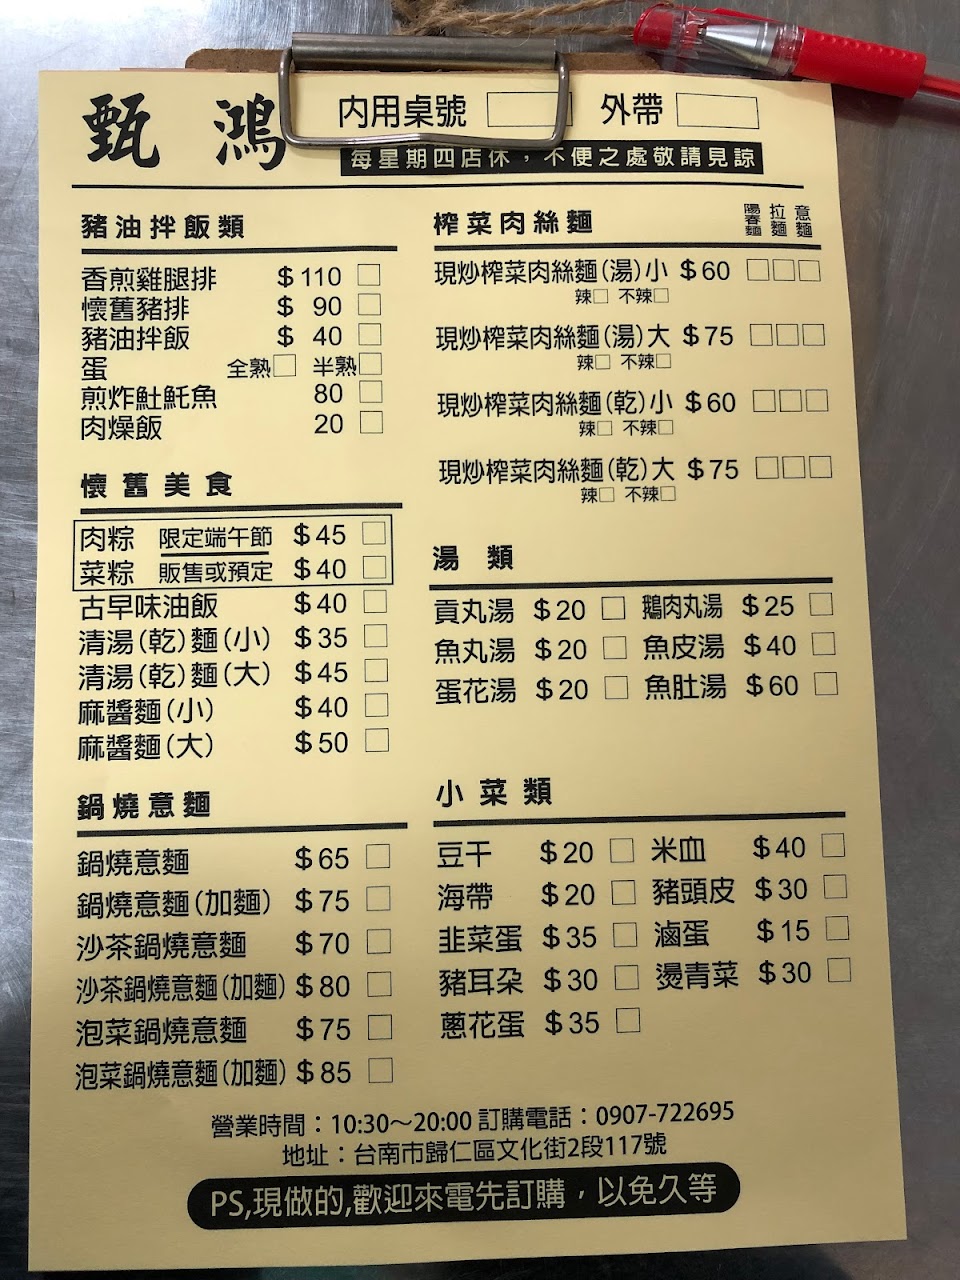 甄鴻 內用桌號 外帶
每星期四店休，不便之處敬請見諒
豬油拌飯類
香煎雞腿排 $110 □
懷舊豬排 $ 90 □
豬油拌飯 $ 40 □
蛋 全熟□ 半熟□
煎炸䰾魠魚 80 □
肉燥飯 20 □
懷舊美食
肉粽 限定端午節 $45 □
菜粽 販售或預定 $40 □
古早味油飯 $40 □
清湯(乾)麵(小) $35 □
清湯(乾)麵(大) $45 □
麻醬麵(小) $40 □
麻醬麵(大) $50 □
鍋燒意麵
鍋燒意麵 $65 □
鍋燒意麵(加麵) $75 □
沙茶鍋燒意麵 $70 □
沙茶鍋燒意麵(加麵) $80 □
泡菜鍋燒意麵 $75 □
泡菜鍋燒意麵(加麵) $85 □
榨菜肉絲麵 陽春麵 拉麵 意麵
現炒榨菜肉絲麵(湯)小 $60 □□□
辣□ 不辣□
現炒榨菜肉絲麵(湯)大 $75 □□□
辣□ 不辣□
現炒榨菜肉絲麵(乾)小 $60 □□□
辣□ 不辣□
現炒榨菜肉絲麵(乾)大 $75 □□□
辣□ 不辣□
湯類
貢丸湯 $20 □ 鵝肉丸湯 $25 □
魚丸湯 $20 □ 魚皮湯 $40 □
蛋花湯 $20 □ 魚肚湯 $60 □
小菜類
豆干 $20 □ 米血 $40 □
海帶 $20 □ 豬頭皮 $30 □
韭菜蛋 $35 □ 滷蛋 $15 □
豬耳朵 $30 □ 燙青菜 $30 □
蔥花蛋 $35 □
營業時間：10:30～20:00 訂購電話：0907-722695
地址：台南市歸仁區文化街2段117號
PS,現做的,歡迎來電先訂購，以免久等